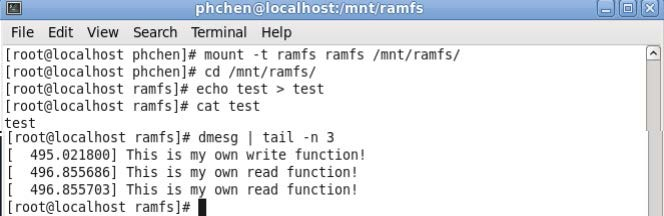 phchen@localhost:/mnt/ramfs
File Edit View Search Terminal Help
[root@localhost phchen]# mount -t ramfs ramfs /mnt/ramfs/
[root@localhost phchen]# cd /mnt/ramfs/
[root@localhost ramfs]# echo test > test
[root@localhost ramfs]# cat test
test
[root@localhost ramfs]# dmesg | tail -n 3
[  495.021800] This is my own write function!
[  496.855686] This is my own read function!
[  496.855703] This is my own read function!
[root@localhost ramfs]#